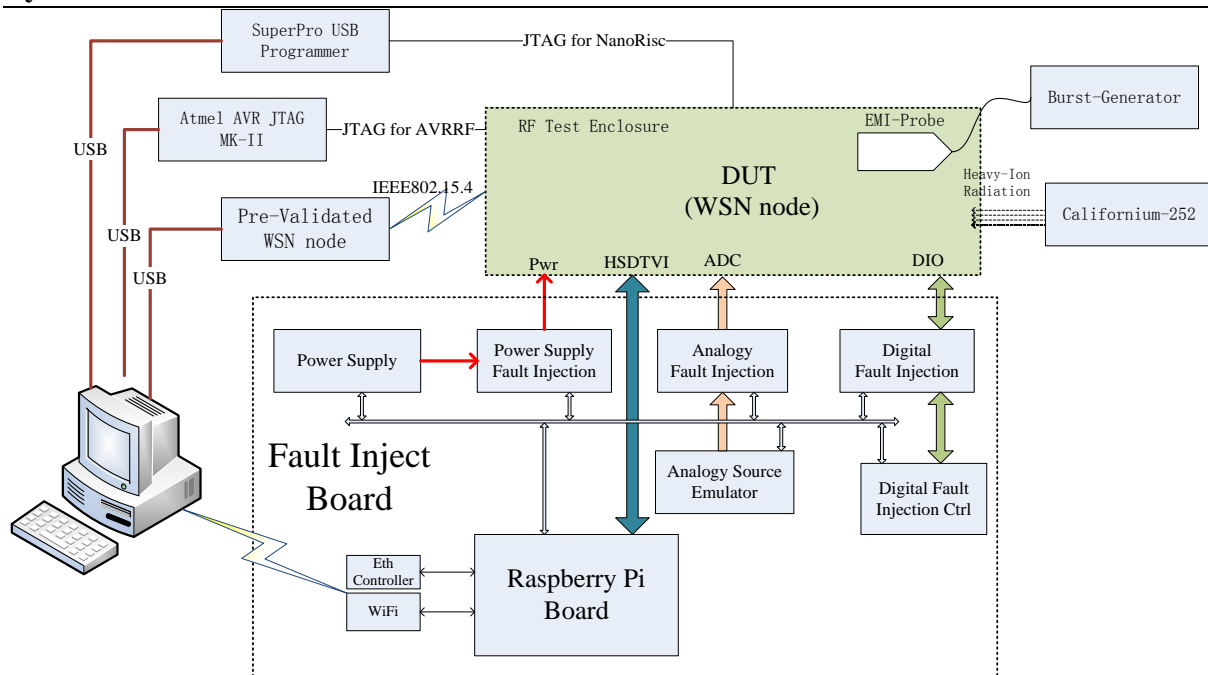 SuperPro USB
Programmer
JTAG for NanoRisc
Burst-Generator
Atmel AVR JTAG
MK-II
JTAG for AVRRF
RF Test Enclosure
EMI-Probe
USB
DUT
(WSN node)
Heavy-Ion
Radiation
IEEE802.15.4
Californium-252
Pre-Validated
WSN node
USB
USB
Pwr
HSDTVI
ADC
DIO
Power Supply
Power Supply
Fault Injection
Analogy
Fault Injection
Digital
Fault Injection
Fault Inject
Board
Analogy Source
Emulator
Digital Fault
Injection Ctrl
Eth
Controller
WiFi
Raspberry Pi
Board